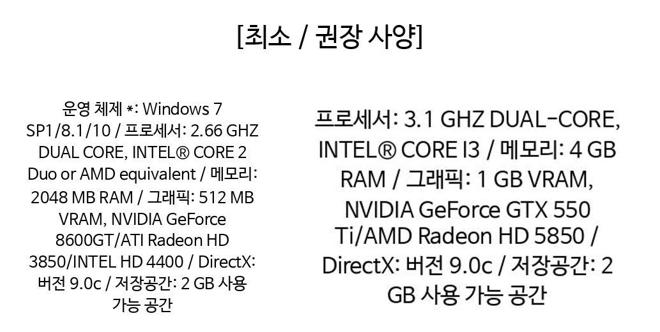 [최소 / 권장 사양]
운영 체제 *: Windows 7
SP1/8.1/10 / 프로세서: 2.66 GHZ
DUAL CORE, INTEL® CORE 2
Duo or AMD equivalent / 메모리:
2048 MB RAM / 그래픽: 512 MB
VRAM, NVIDIA GeForce
8600GT/ATI Radeon HD
3850/INTEL HD 4400 / DirectX:
버전 9.0c / 저장공간: 2 GB 사용
가능 공간
프로세서: 3.1 GHZ DUAL-CORE,
INTEL® CORE I3 / 메모리: 4 GB
RAM / 그래픽: 1 GB VRAM,
NVIDIA GeForce GTX 550
Ti/AMD Radeon HD 5850 /
DirectX: 버전 9.0c / 저장공간: 2
GB 사용 가능 공간